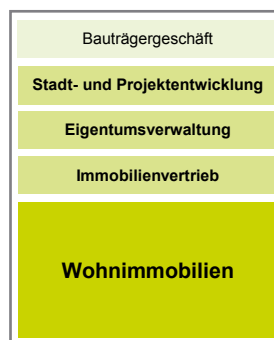 Bauträgergeschäft
Stadt- und Projektentwicklung
Eigentumsverwaltung
Immobilienvertrieb
Wohnimmobilien